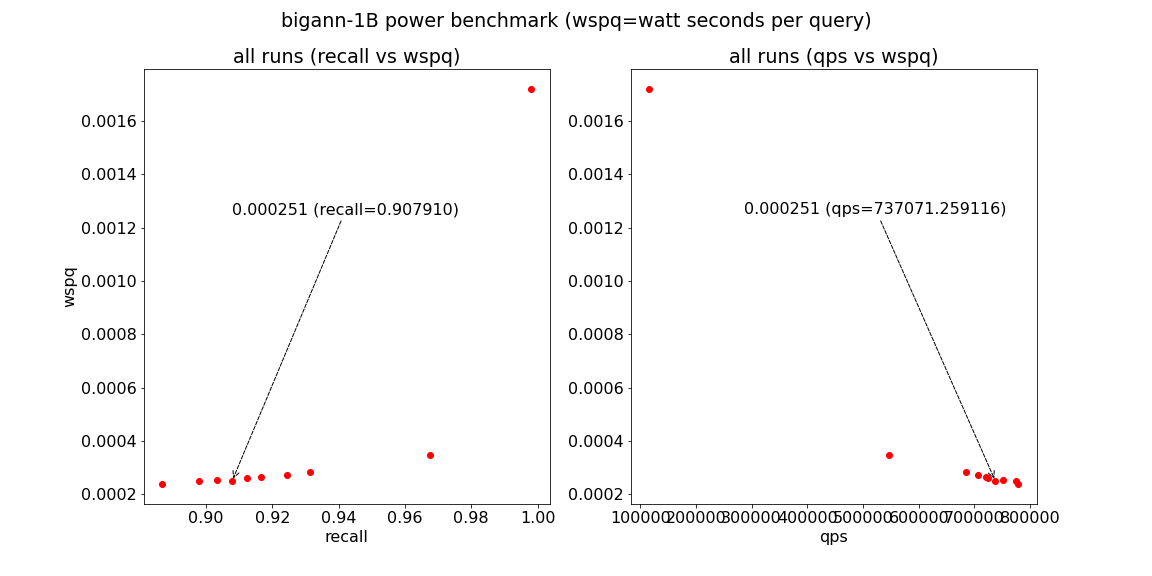 bigann-1B power benchmark (wspq=watt seconds per query)
all runs (recall vs wspq)
0.0016
0.0014
0.0012
0.0010
0.0008
0.0006
0.0004
0.0002
wspq
0.000251 (recall=0.907910)
0.90 0.92 0.94 0.96 0.98 1.00
recall
all runs (qps vs wspq)
0.0016
0.0014
0.0012
0.0010
0.0008
0.0006
0.0004
0.0002
0.000251 (qps=737071.259116)
100000 200000 300000 400000 500000 600000 700000 800000
qps